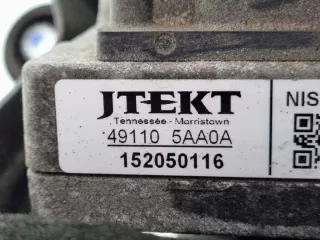 JTEKT NIS
Tennessee - Morristown
49110 5AA0A
152050116